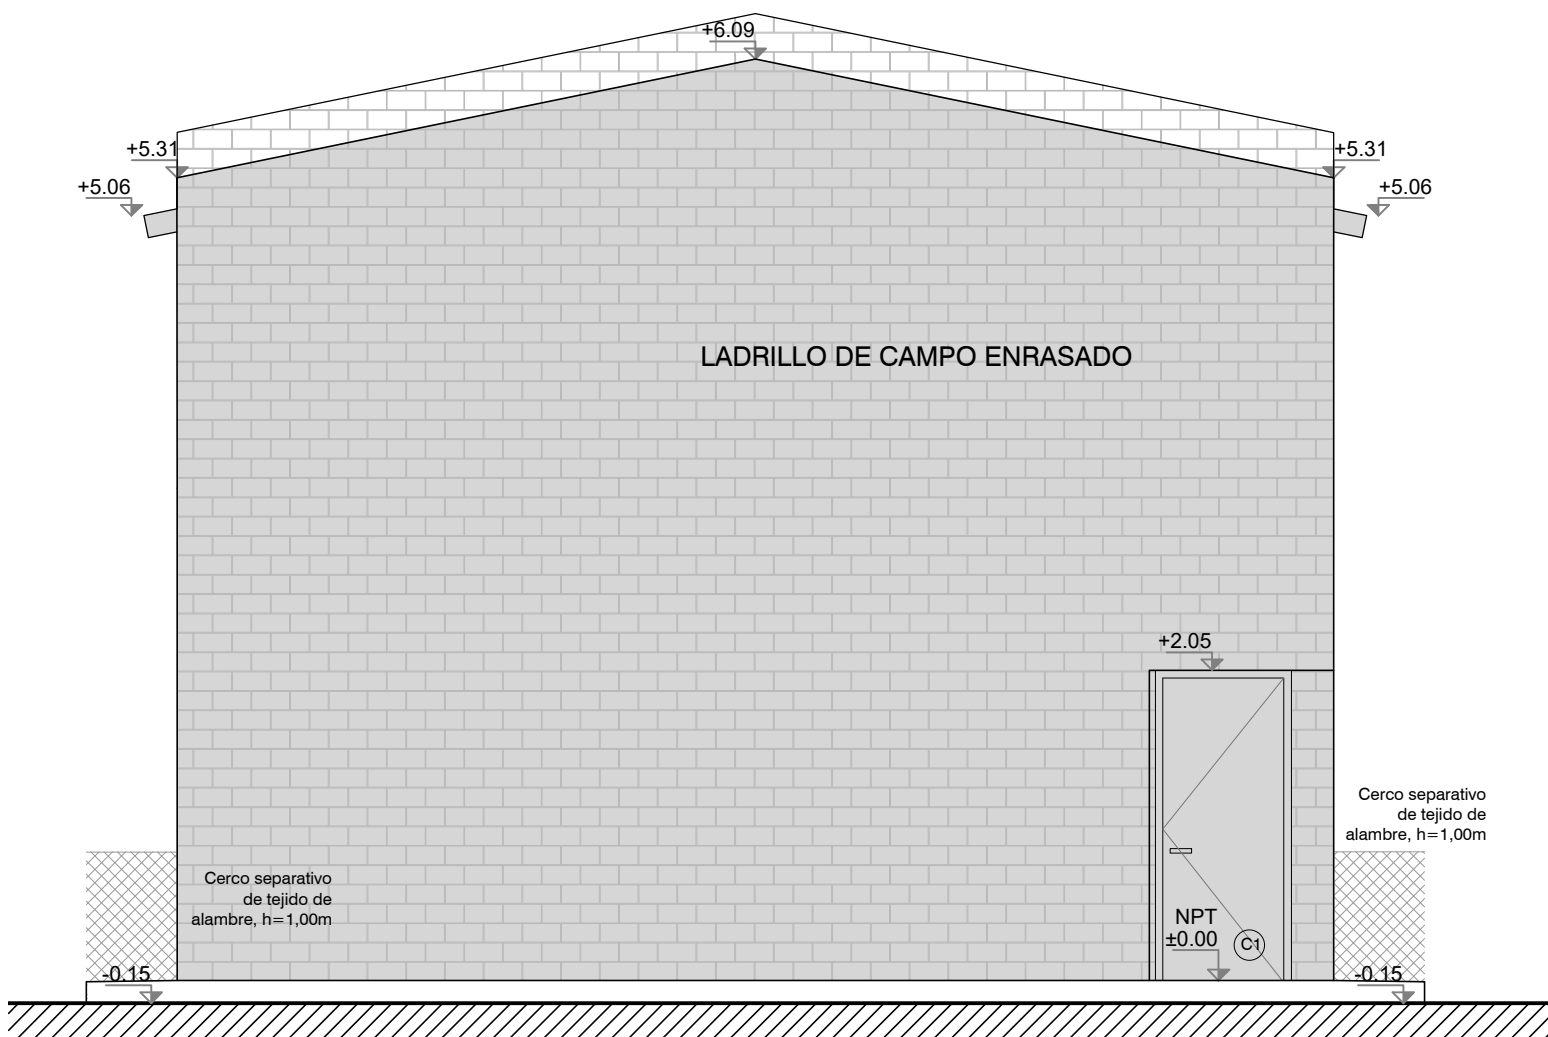 +6.09
+5.31
+5.31
+5.06
+5.06
LADRILLO DE CAMPO ENRASADO
+2.05
Cerco separativo
de tejido de
alambre, h=1,00m
Cerco separativo
de tejido de
alambre, h=1,00m
NPT
±0.00
C1
-0.15
-0.15